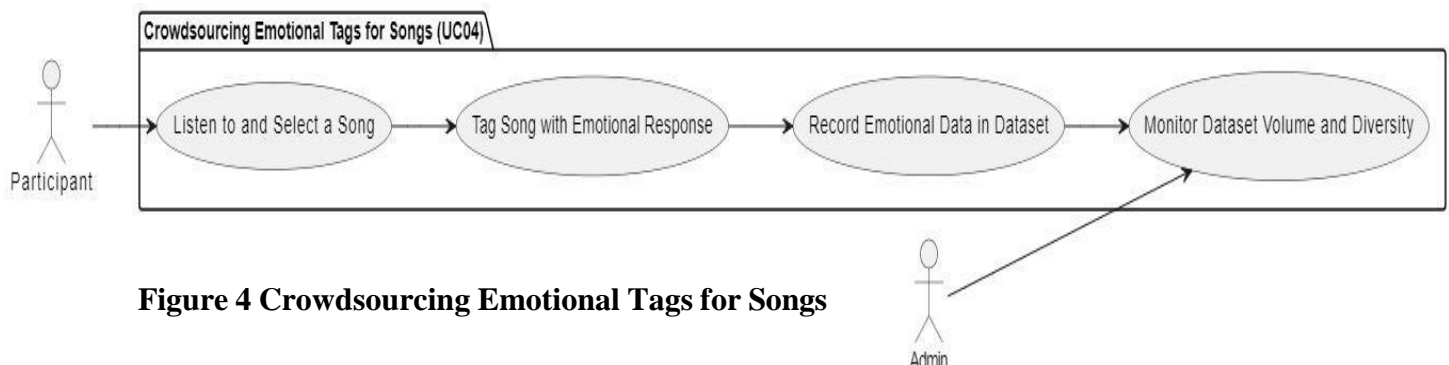 Crowdsourcing Emotional Tags for Songs (UC04)
Listen to and Select a Song
Tag Song with Emotional Response
Record Emotional Data in Dataset
Monitor Dataset Volume and Diversity
Participant
Figure 4 Crowdsourcing Emotional Tags for Songs
Admin